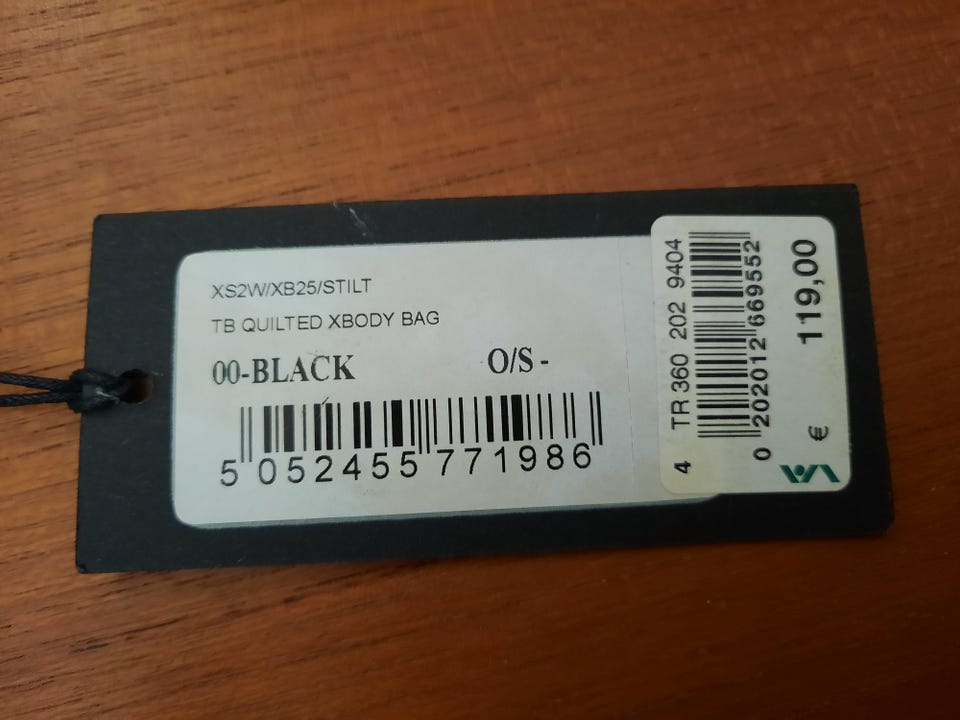 XS2W/XB25/STILT
TB QUILTED XBODY BAG
00-BLACK O/S -
5 052455 771986
4 TR 360 202 9404
0 202012 669552
€ 119,00